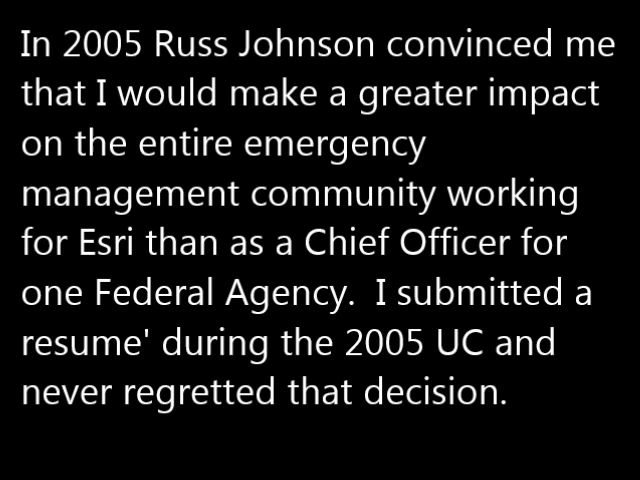 In 2005 Russ Johnson convinced me
that I would make a greater impact
on the entire emergency
management community working
for Esri than as a Chief Officer for
one Federal Agency.  I submitted a
resume' during the 2005 UC and
never regretted that decision.